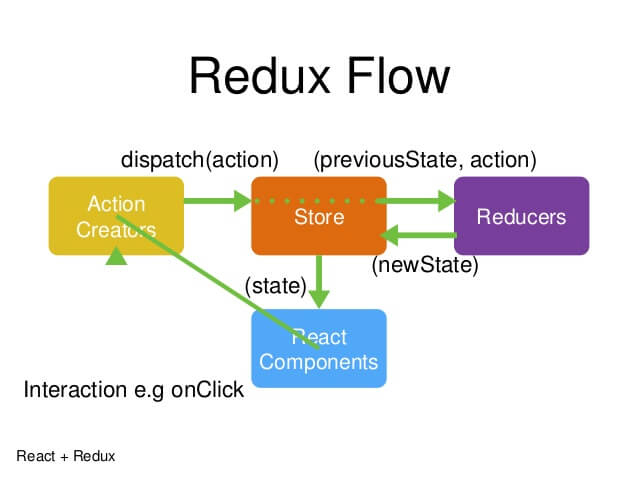 Redux Flow
dispatch(action)
(previousState, action)
Action
Creators
Store
Reducers
(newState)
(state)
React
Components
Interaction e.g onClick
React + Redux